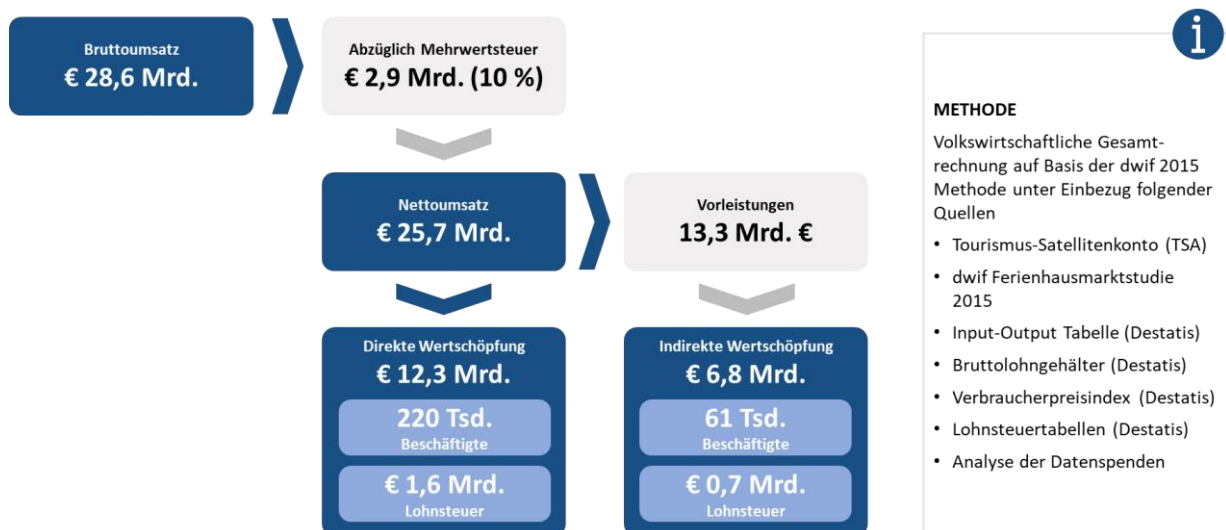 Bruttoumsatz
€ 28,6 Mrd.
Abzüglich Mehrwertsteuer
€ 2,9 Mrd. (10 %)
Nettoumsatz
€ 25,7 Mrd.
Vorleistungen
13,3 Mrd. €
Direkte Wertschöpfung
€ 12,3 Mrd.
220 Tsd.
Beschäftigte
€ 1,6 Mrd.
Lohnsteuer
Indirekte Wertschöpfung
€ 6,8 Mrd.
61 Tsd.
Beschäftigte
€ 0,7 Mrd.
Lohnsteuer
i
METHODE
Volkswirtschaftliche Gesamt-
rechnung auf Basis der dwif 2015
Methode unter Einbezug folgender
Quellen
• Tourismus-Satellitenkonto (TSA)
• dwif Ferienhausmarktstudie
2015
• Input-Output Tabelle (Destatis)
• Bruttolohngehälter (Destatis)
• Verbraucherpreisindex (Destatis)
• Lohnsteuertabellen (Destatis)
• Analyse der Datenspenden